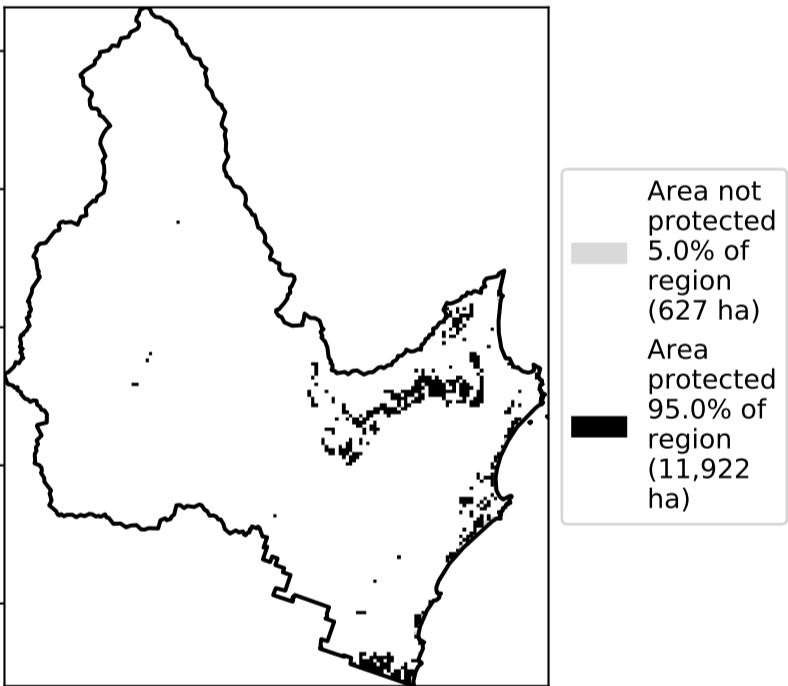 Area not
protected
5.0% of
region
(627 ha)
Area
protected
95.0% of
region
(11,922
ha)